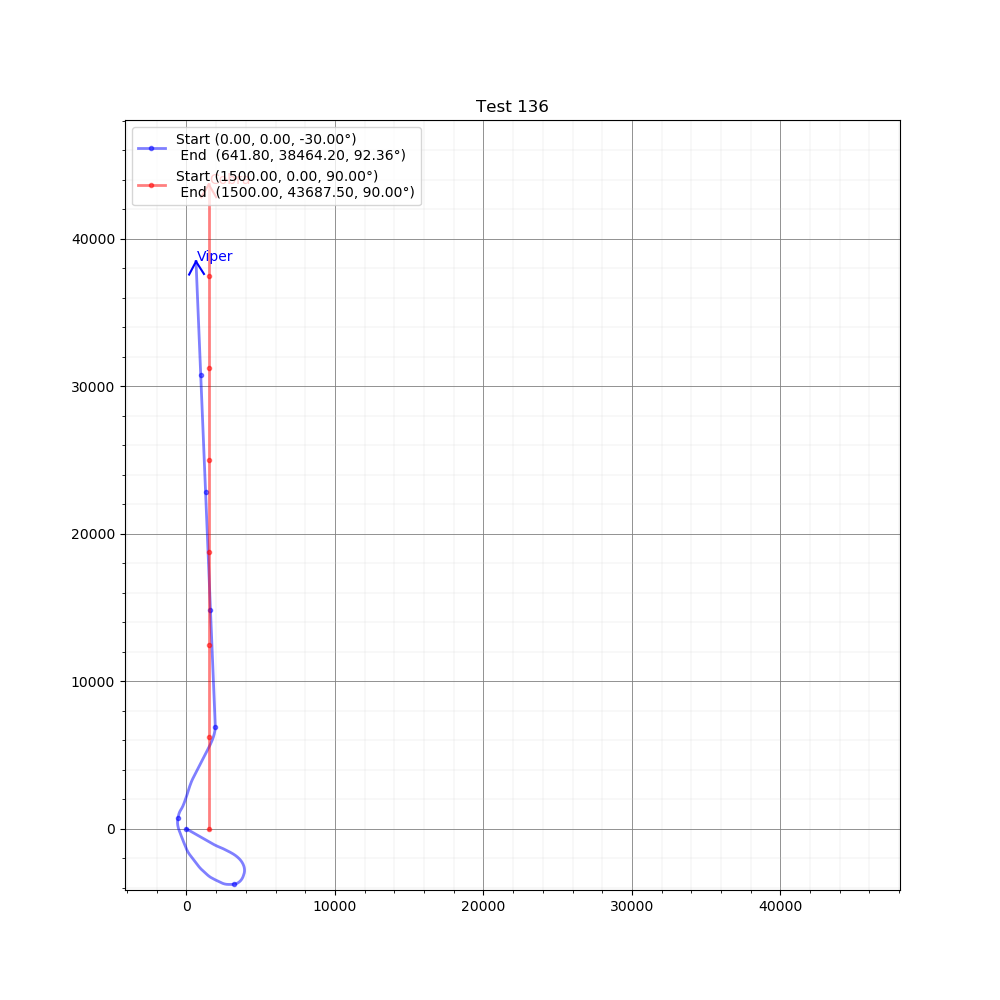 Test 136
Start (0.00, 0.00, -30.00°)
End (641.80, 38464.20, 92.36°)
Start (1500.00, 0.00, 90.00°)
End (1500.00, 43687.50, 90.00°)
Viper
40000
30000
20000
10000
0
0 10000 20000 30000 40000